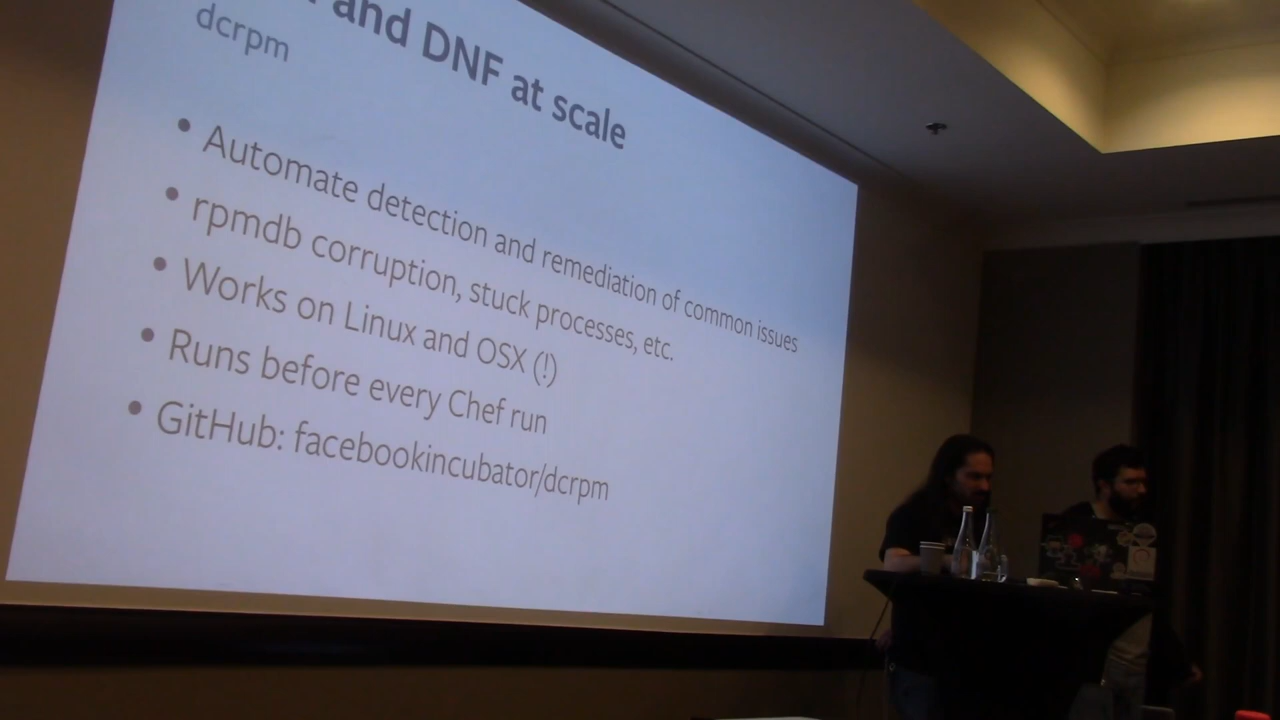 and DNF at scale
dcrpm
• Automate detection and remediation of common issues
• rpmdb corruption, stuck processes, etc.
• Works on Linux and OSX (!)
• Runs before every Chef run
• GitHub: facebookincubator/dcrpm